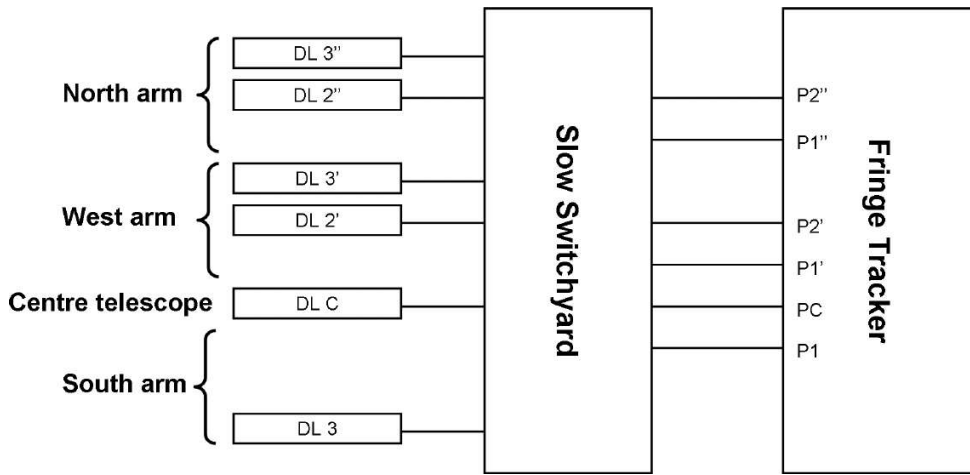 North arm
DL 3"
DL 2"
West arm
DL 3'
DL 2'
Centre telescope
DL C
South arm
DL 3
Slow Switchyard
P2"
P1"
P2'
P1'
PC
P1
Fringe Tracker